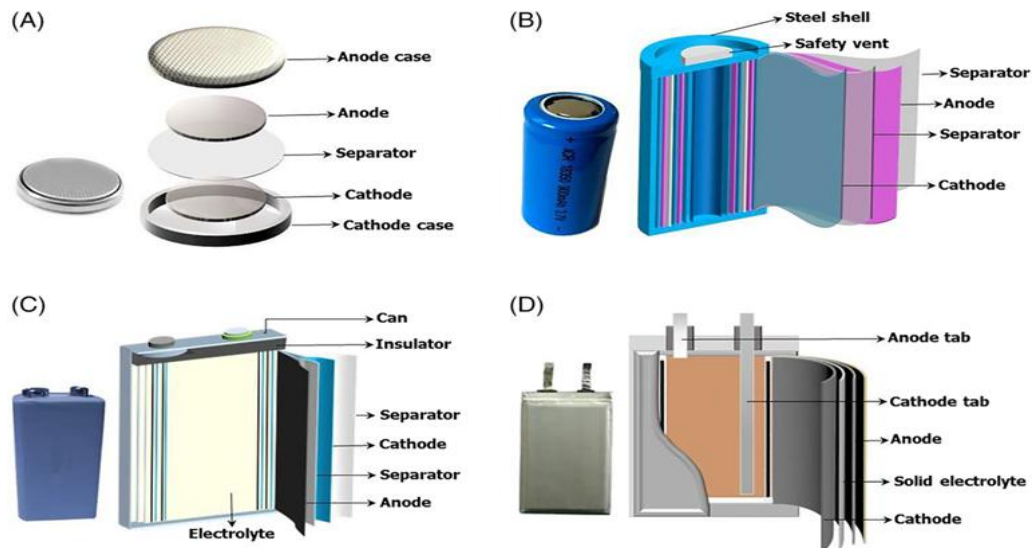 (A)
Anode case
Anode
Separator
Cathode
Cathode case
(B)
Steel shell
Safety vent
Separator
Anode
Separator
Cathode
(C)
Can
Insulator
Separator
Cathode
Separator
Anode
Electrolyte
(D)
Anode tab
Cathode tab
Anode
Solid electrolyte
Cathode